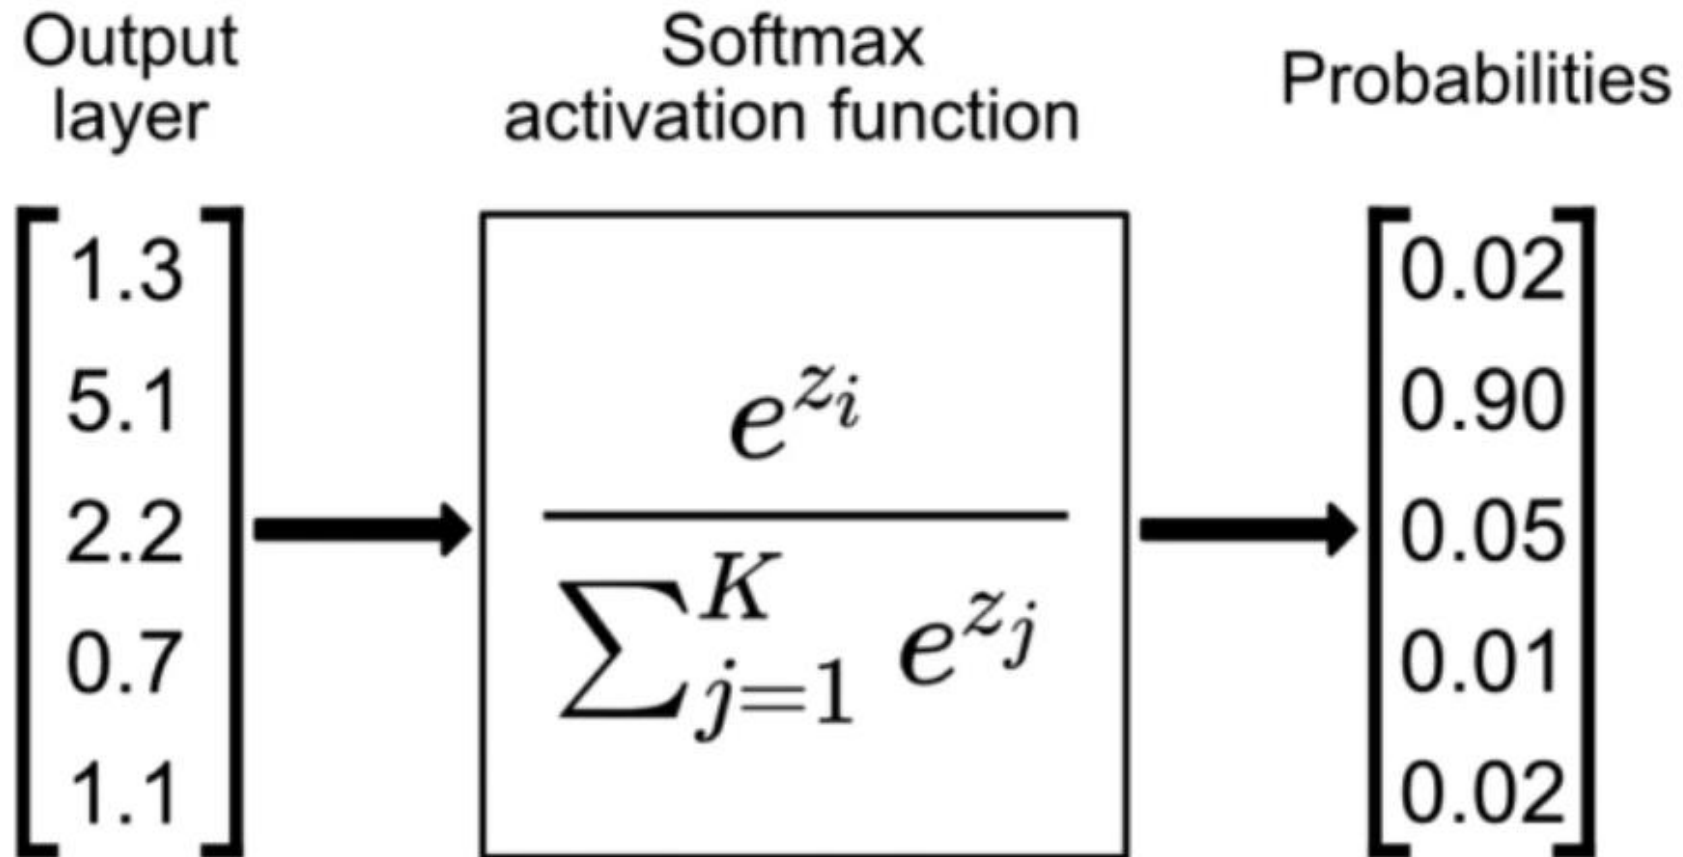 Output
layer
Softmax
activation function
Probabilities
1.3
5.1
2.2
0.7
1.1
e^{z_i}
∑_{j=1}^{K} e^{z_j}
0.02
0.90
0.05
0.01
0.02